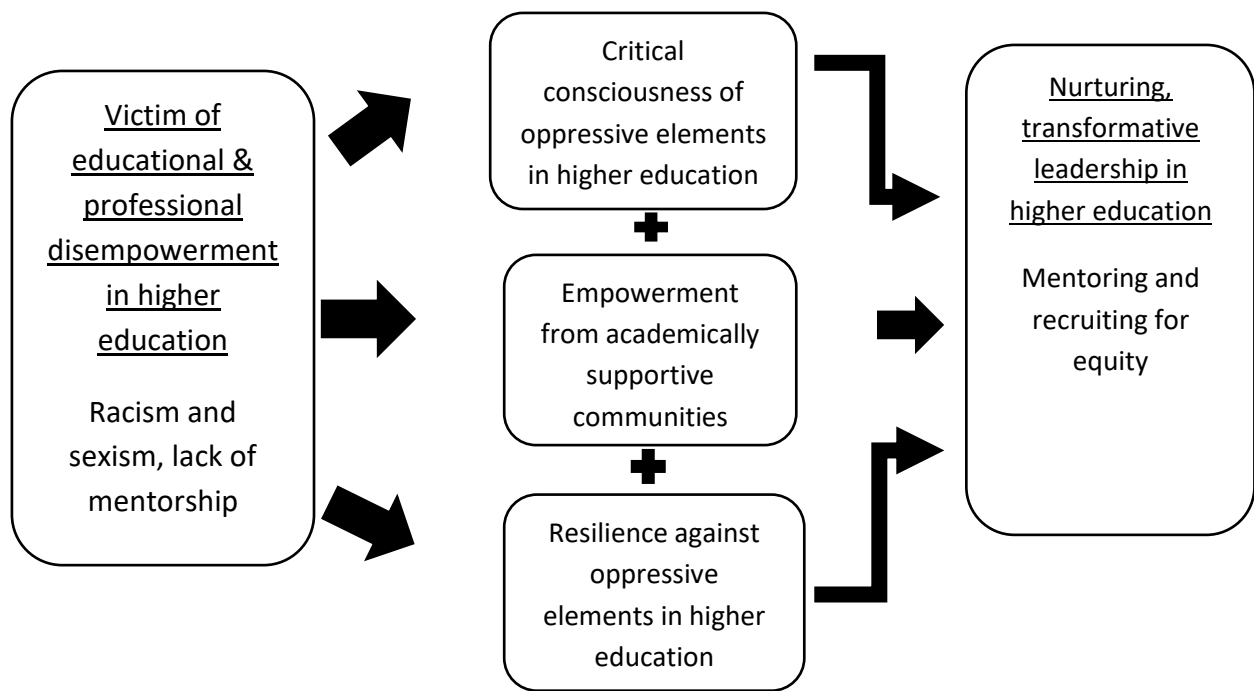 Victim of
educational &
professional
disempowerment
in higher
education
Racism and
sexism, lack of
mentorship
Critical
consciousness of
oppressive elements
in higher education
Empowerment
from academically
supportive
communities
Resilience against
oppressive
elements in higher
education
Nurturing,
transformative
leadership in
higher education
Mentoring and
recruiting for
equity